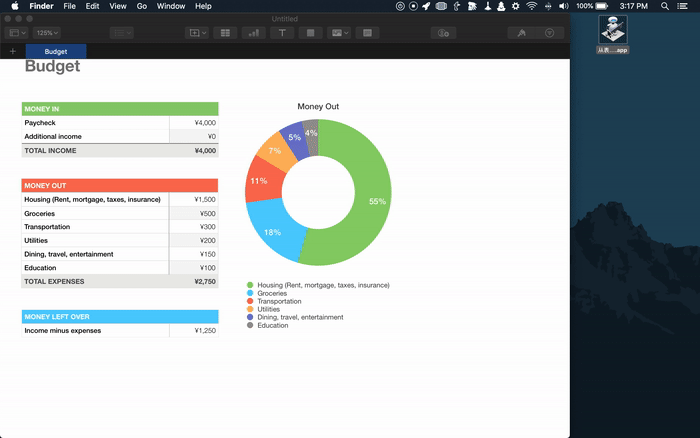 Finder File Edit View Go Window Help 100% 3:17 PM
Untitled
125%
Budget
Budget
MONEY IN
Paycheck ¥4,000
Additional income ¥0
TOTAL INCOME ¥4,000
MONEY OUT
Housing (Rent, mortgage, taxes, insurance) ¥1,500
Groceries ¥500
Transportation ¥300
Utilities ¥200
Dining, travel, entertainment ¥150
Education ¥100
TOTAL EXPENSES ¥2,750
MONEY LEFT OVER
Income minus expenses ¥1,250
Money Out
4%
5%
7%
11%
55%
18%
Housing (Rent, mortgage, taxes, insurance)
Groceries
Transportation
Utilities
Dining, travel, entertainment
Education
从表....app